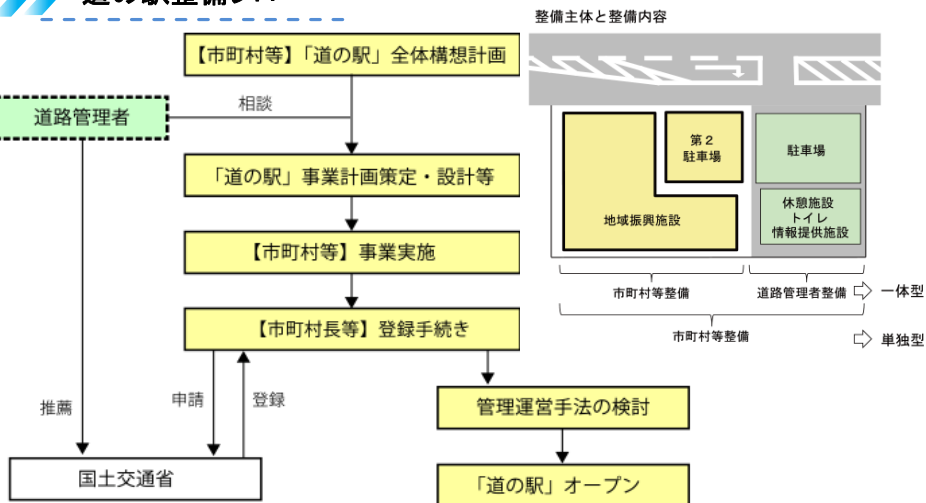 整備主体と整備内容
【市町村等】「道の駅」全体構想計画
道路管理者
相談
「道の駅」事業計画策定・設計等
【市町村等】事業実施
【市町村長等】登録手続き
推薦
申請
登録
管理運営手法の検討
国土交通省
「道の駅」オープン
第2
駐車場
駐車場
地域振興施設
休憩施設
トイレ
情報提供施設
市町村等整備
道路管理者整備
一体型
市町村等整備
単独型